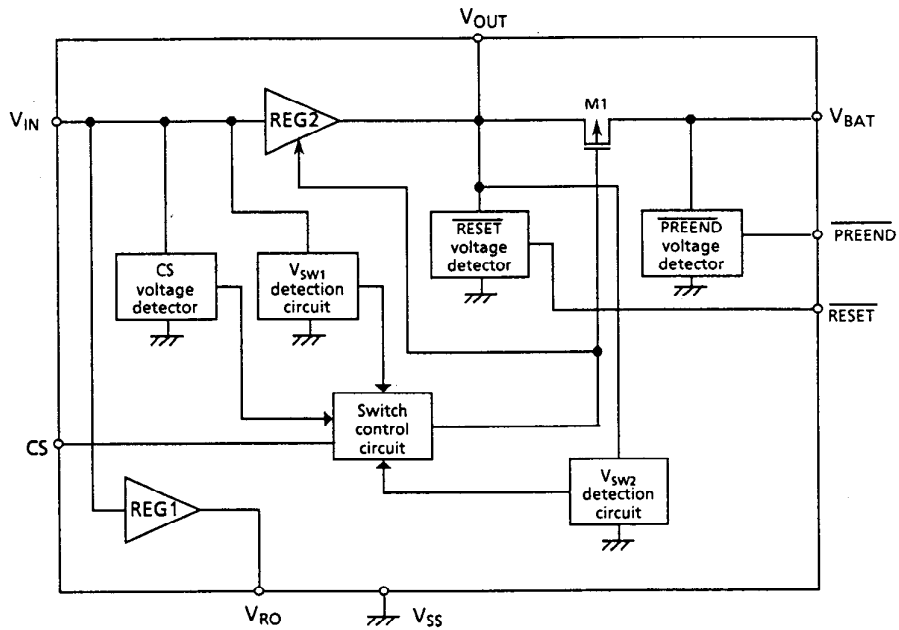 VOUT
M1
VIN
REG2
VBAT
RESET
voltage
detector
PREEND
voltage
detector
PREEND
CS
voltage
detector
VSW1
detection
circuit
RESET
Switch
control
circuit
CS
VSW2
detection
circuit
REG1
VRO
VSS